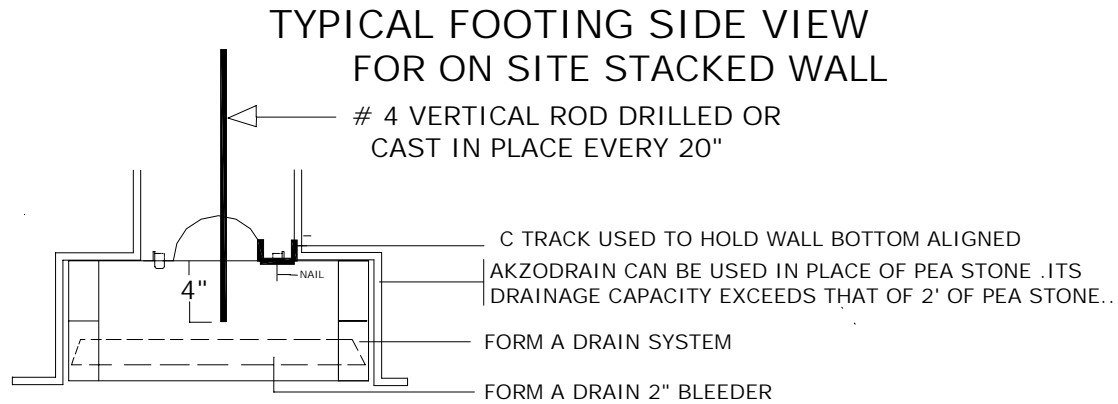 TYPICAL FOOTING SIDE VIEW
FOR ON SITE STACKED WALL
# 4 VERTICAL ROD DRILLED OR
CAST IN PLACE EVERY 20"
C TRACK USED TO HOLD WALL BOTTOM ALIGNED
NAIL
AKZODRAIN CAN BE USED IN PLACE OF PEA STONE .ITS
4"
DRAINAGE CAPACITY EXCEEDS THAT OF 2' OF PEA STONE..
FORM A DRAIN SYSTEM
FORM A DRAIN 2" BLEEDER